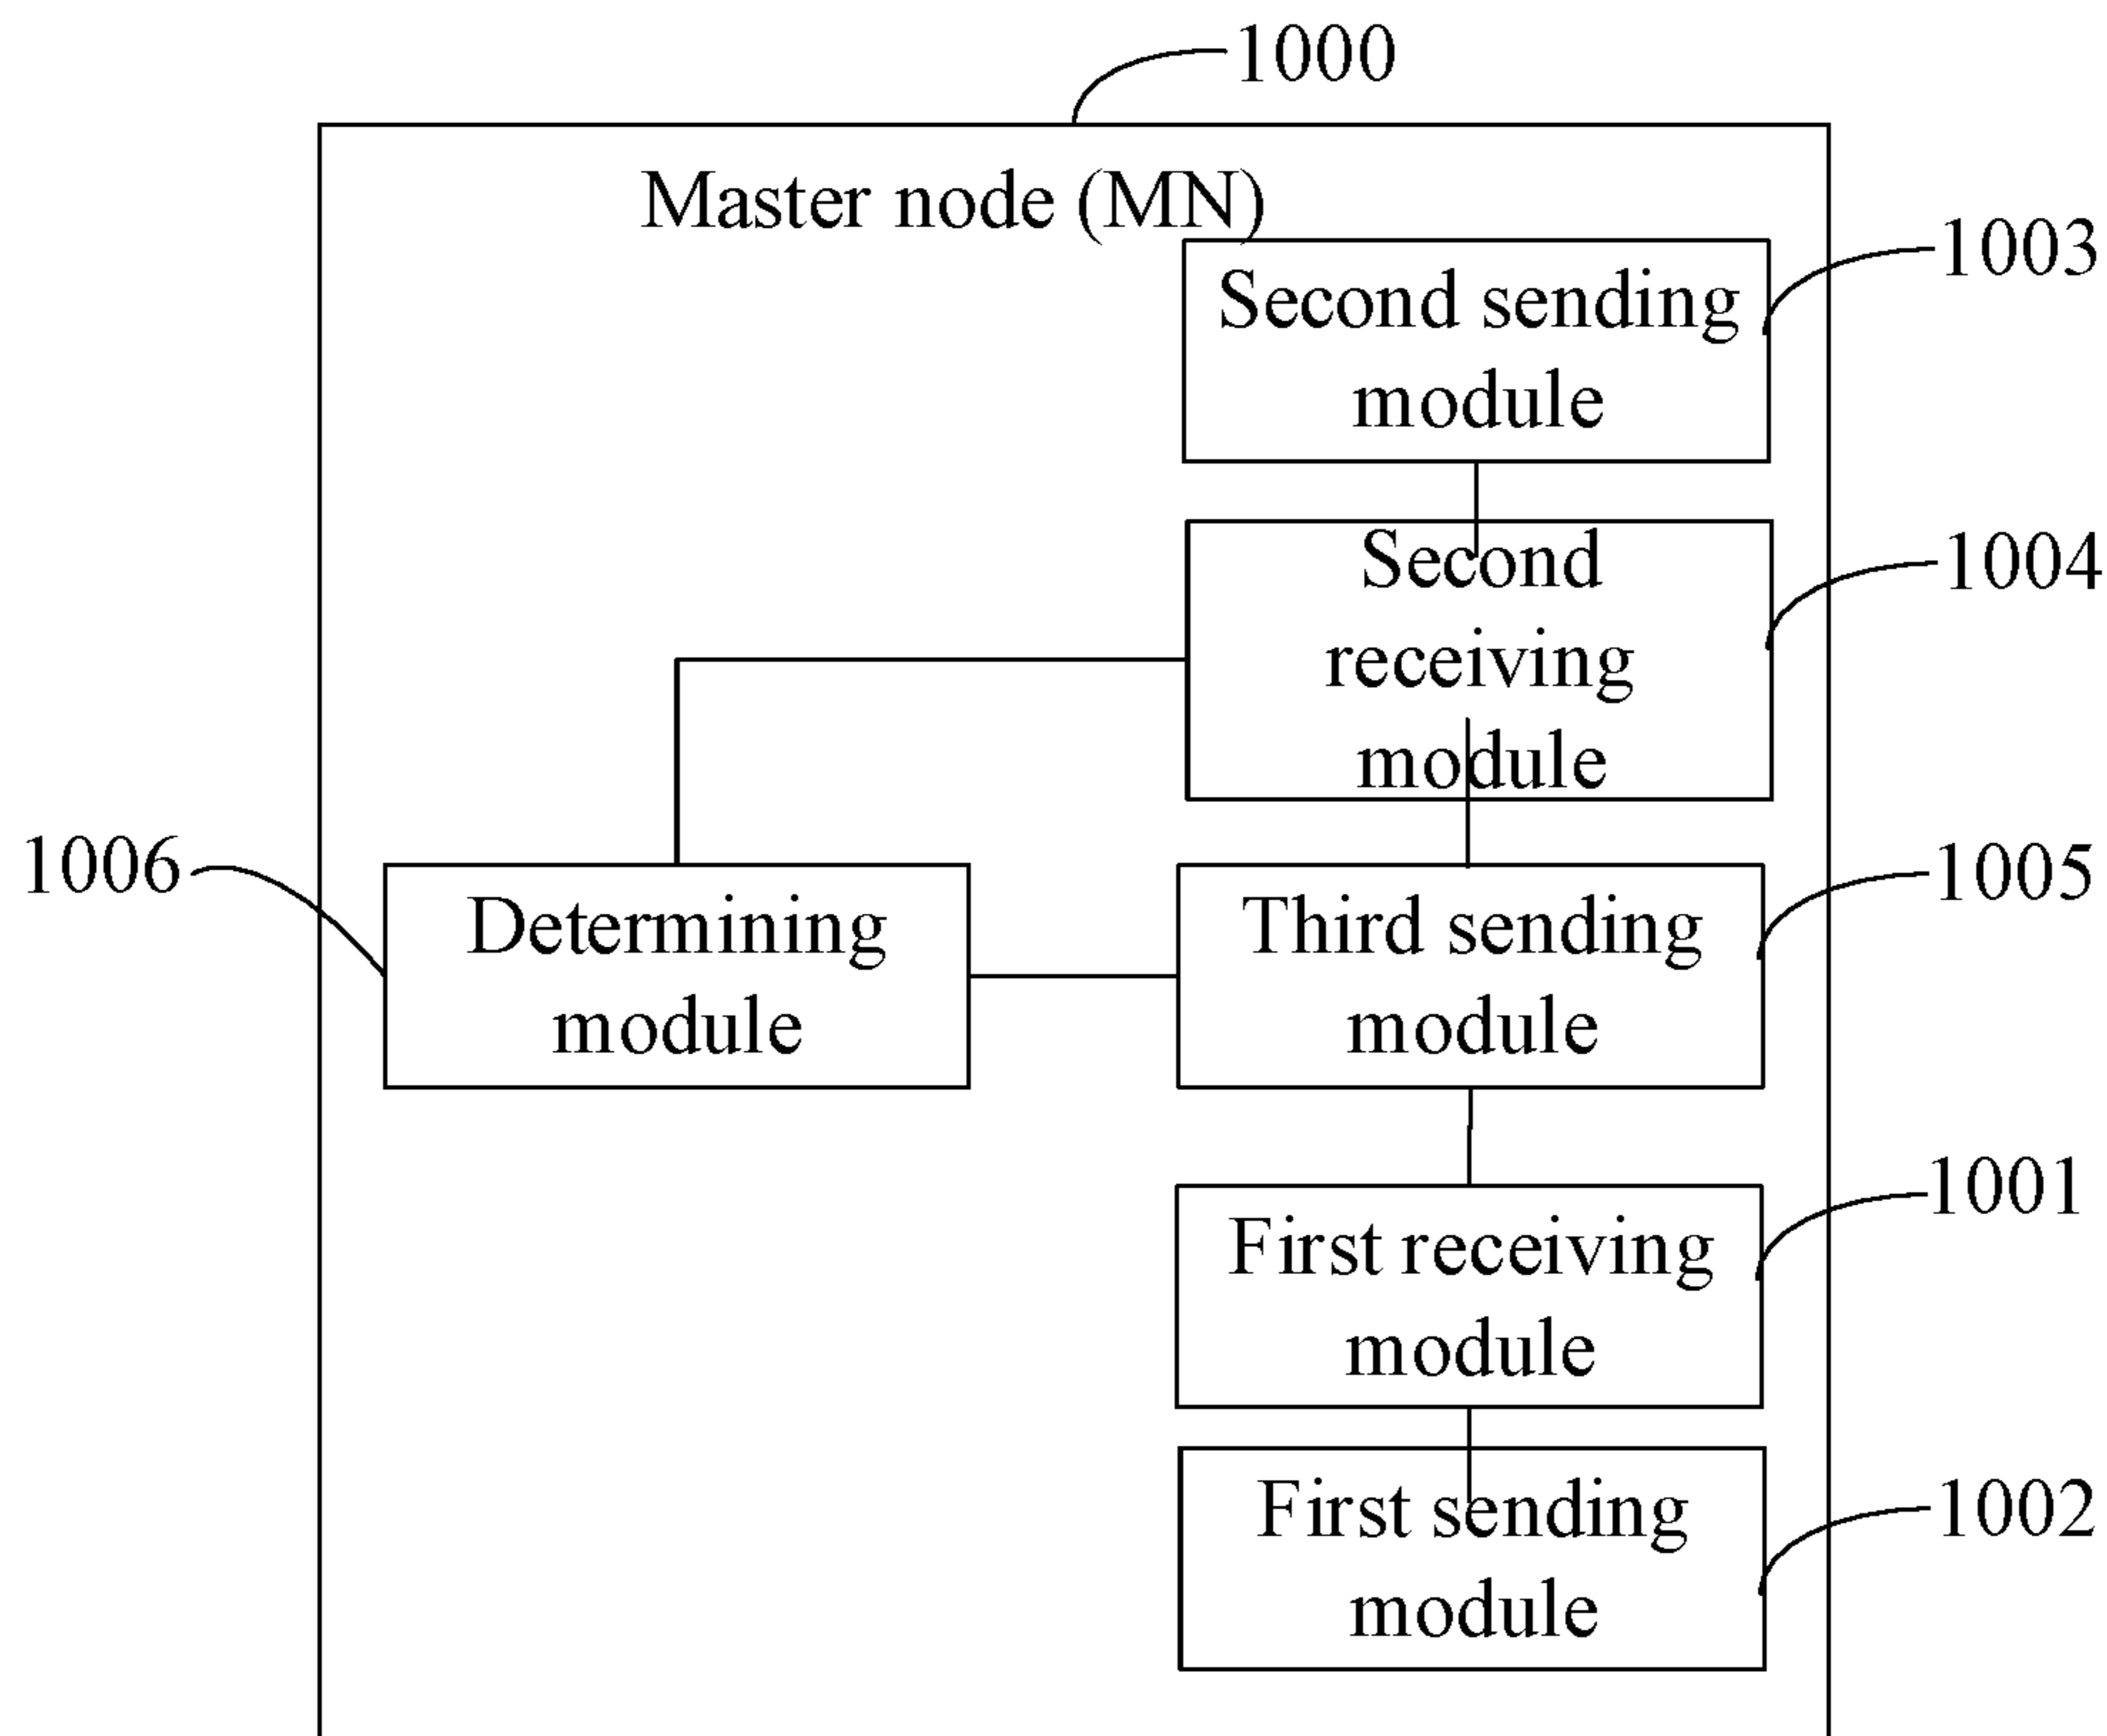 1000
Master node (MN)
1003
Second sending
module
1004
Second
receiving
module
1006
Determining
module
1005
Third sending
module
1001
First receiving
module
1002
First sending
module